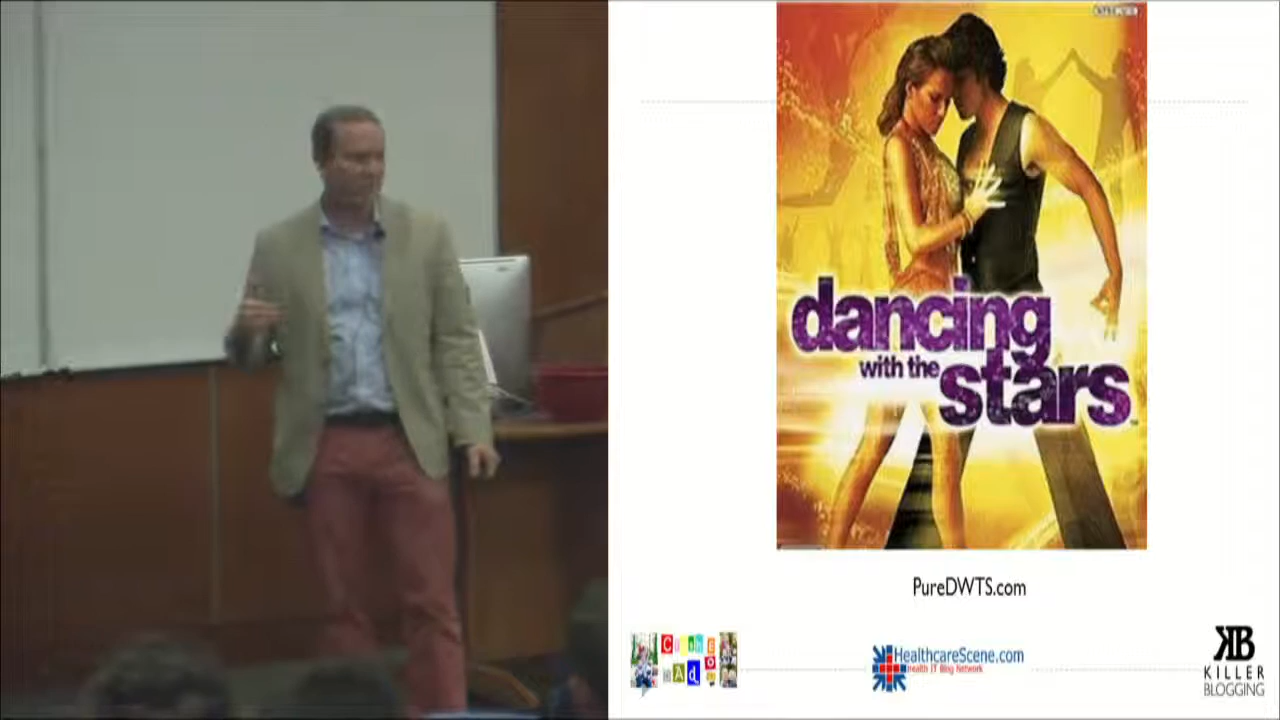 dancing
with the
stars
PureDWTS.com
HealthcareScene.com
Health IT Blog Network
KB
KILLER
BLOGGING